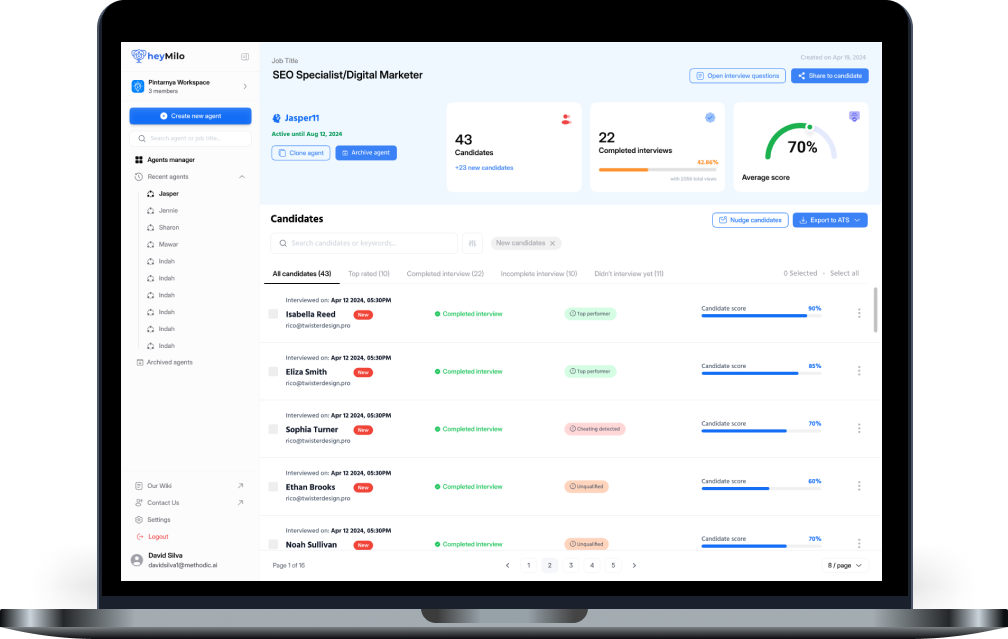 heyMilo
Pintarnya Workspace
3 members
Create new agent
Search agent or job title...
Agents manager
Recent agents
Jasper
Jennie
Sharon
Mawar
Indah
Indah
Indah
Indah
Indah
Indah
Archived agents
Our Wiki
Contact Us
Settings
Logout
David Silva
davidsilva1@methodic.ai
Job Title
SEO Specialist/Digital Marketer
Created on Apr 19, 2024
Open interview questions
Share to candidate
Jasper11
Active until Aug 12, 2024
Clone agent
Archive agent
43
Candidates
+23 new candidates
22
Completed interviews
42.86%
total views
70%
Average score
Candidates
Nudge candidates
Export to ATS
Search candidates or keywords...
New candidates
All candidates (43)
Top rated (10)
Completed interview (22)
Incomplete interview (10)
Didn't interview yet (11)
0 Selected - Select all
Interviewed on: Apr 12 2024, 05:30PM
Isabella Reed New
rico@twisterdesign.pro
Completed interview
Top performer
Candidate score 90%
Interviewed on: Apr 12 2024, 05:30PM
Eliza Smith New
rico@twisterdesign.pro
Completed interview
Top performer
Candidate score 85%
Interviewed on: Apr 12 2024, 05:30PM
Sophia Turner New
rico@twisterdesign.pro
Completed interview
Cheating detected
Candidate score 70%
Interviewed on: Apr 12 2024, 05:30PM
Ethan Brooks New
rico@twisterdesign.pro
Completed interview
Unqualified
Candidate score 60%
Interviewed on: Apr 12 2024, 05:30PM
Noah Sullivan New
Completed interview
Unqualified
Candidate score 70%
Page 1 of 16
1 2 3 4 5
8 / page